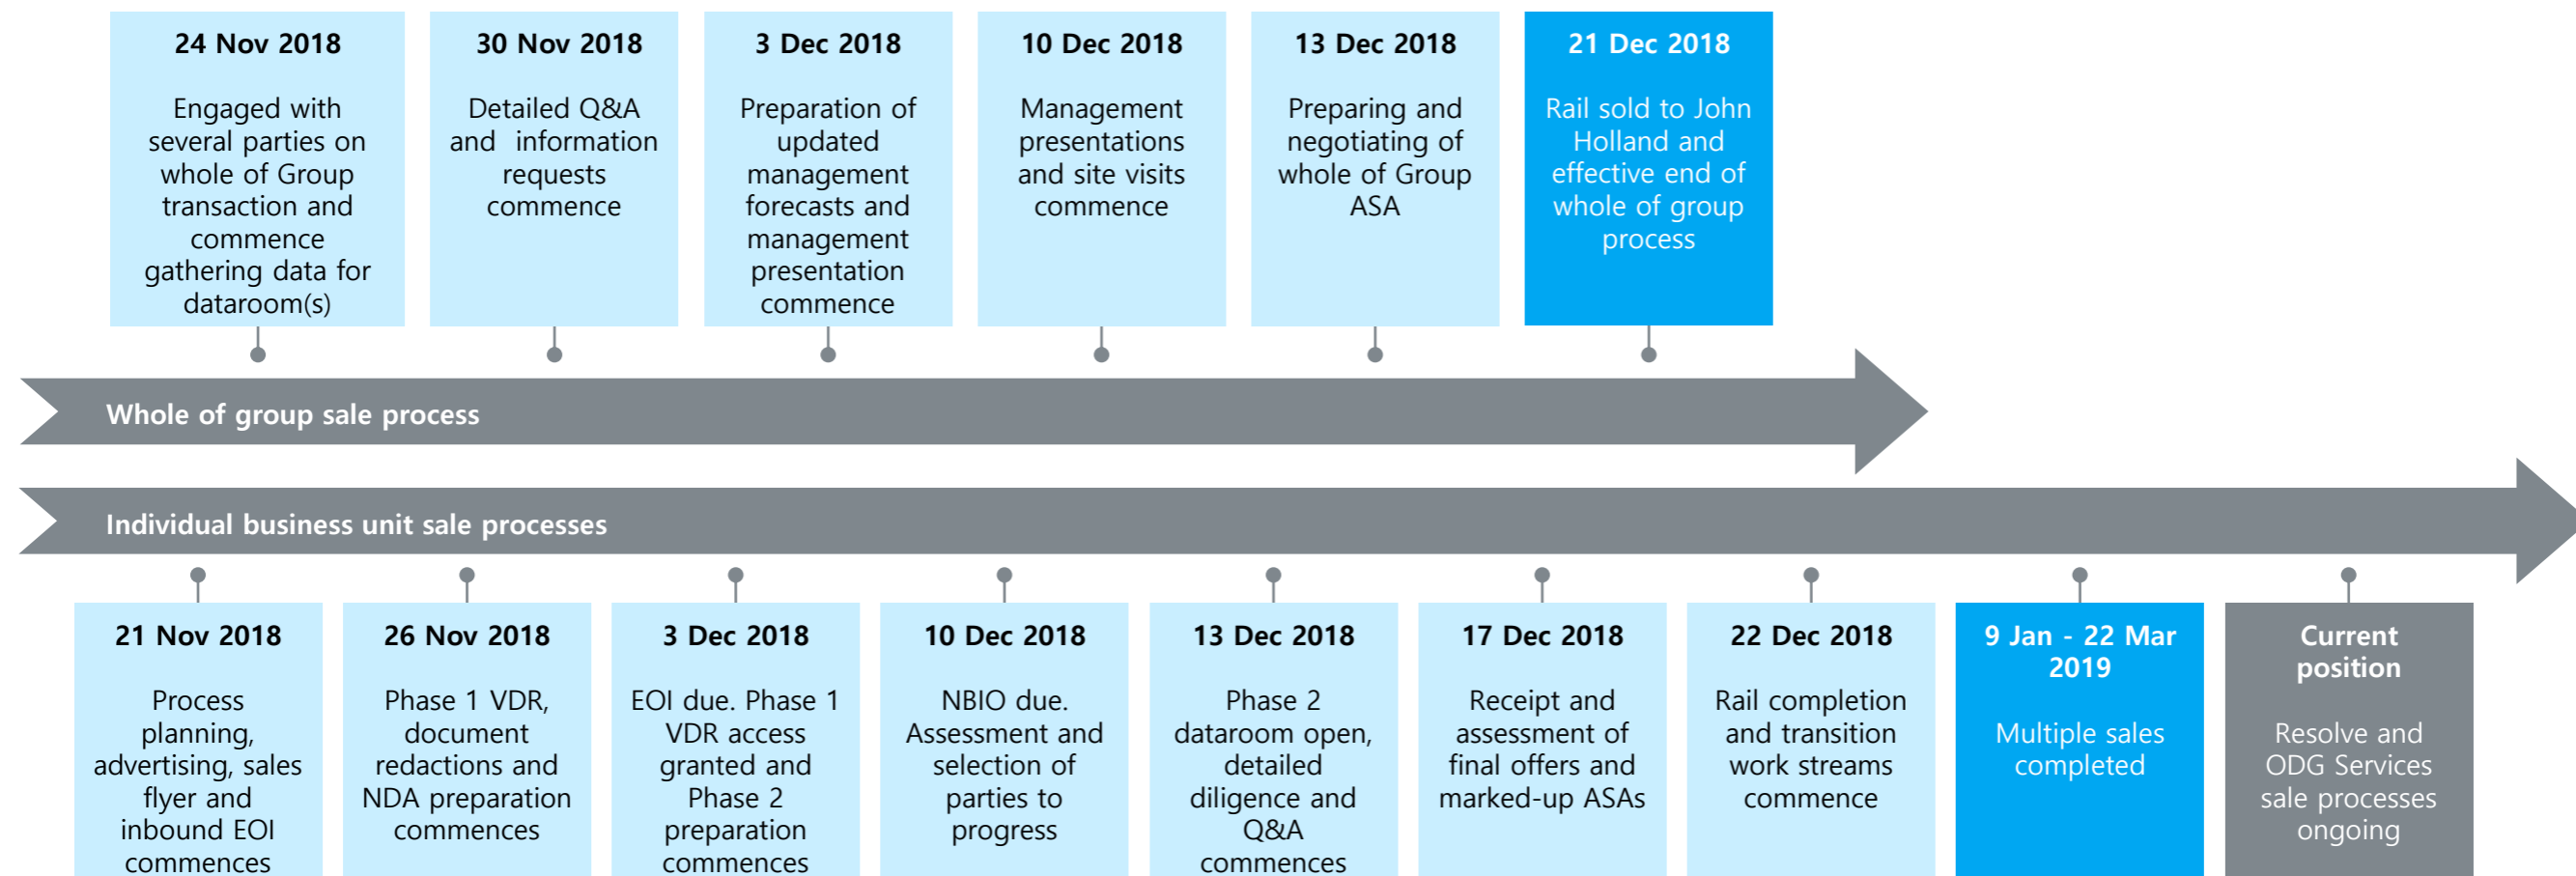 24 Nov 2018
Engaged with
several parties on
whole of Group
transaction and
commence
gathering data for
dataroom(s)
30 Nov 2018
Detailed Q&A
and information
requests
commence
3 Dec 2018
Preparation of
updated
management
forecasts and
management
presentation
commence
10 Dec 2018
Management
presentations
and site visits
commence
13 Dec 2018
Preparing and
negotiating of
whole of Group
ASA
21 Dec 2018
Rail sold to John
Holland and
effective end of
whole of group
process
Whole of group sale process
Individual business unit sale processes
21 Nov 2018
Process
planning,
advertising, sales
flyer and
inbound EOI
commences
26 Nov 2018
Phase 1 VDR,
document
redactions and
NDA preparation
commences
3 Dec 2018
EOI due. Phase 1
VDR access
granted and
Phase 2
preparation
commences
10 Dec 2018
NBIO due.
Assessment and
selection of
parties to
progress
13 Dec 2018
Phase 2
dataroom open,
detailed
diligence and
Q&A
commences
17 Dec 2018
Receipt and
assessment of
final offers and
marked-up ASAs
22 Dec 2018
Rail completion
and transition
work streams
commence
9 Jan - 22 Mar
2019
Multiple sales
completed
Current
position
Resolve and
ODG Services
sale processes
ongoing